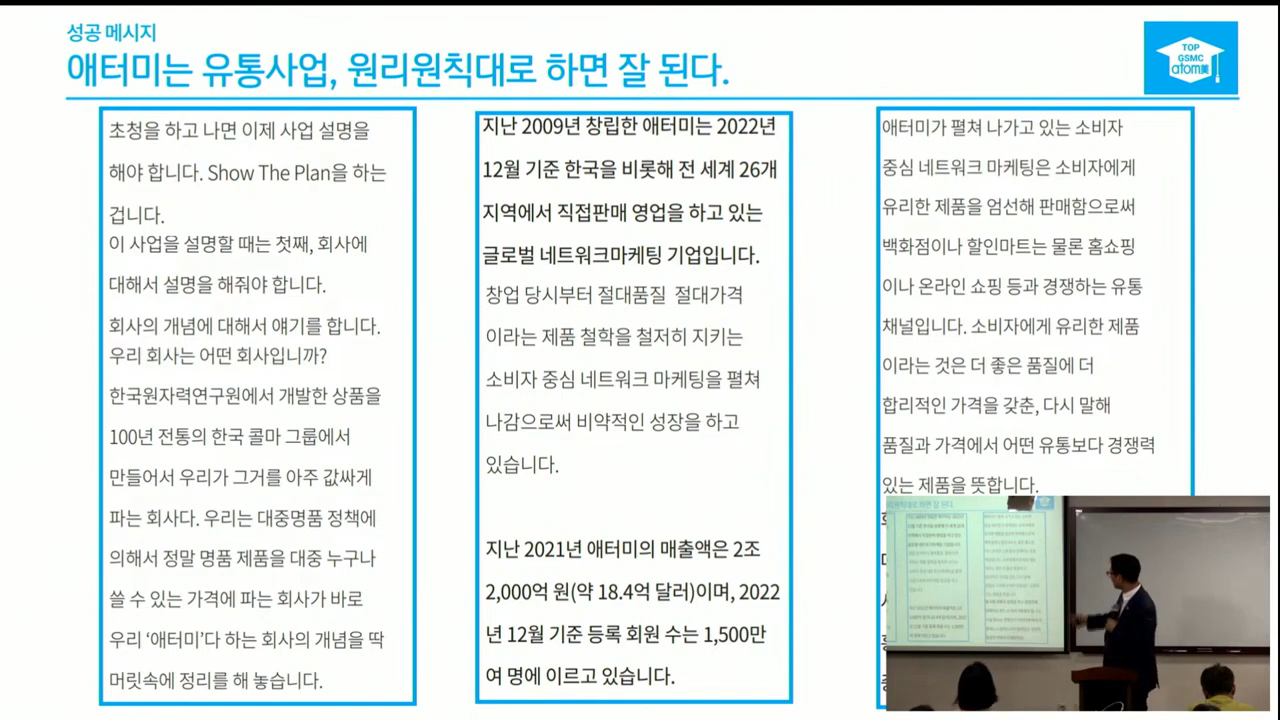 성공 메시지
애터미는 유통사업, 원리원칙대로 하면 잘 된다.
TOP
GSMC
atom美
초청을 하고 나면 이제 사업 설명을
해야 합니다. Show The Plan을 하는
겁니다.
이 사업을 설명할 때는 첫째, 회사에
대해서 설명을 해줘야 합니다.
회사의 개념에 대해서 얘기를 합니다.
우리 회사는 어떤 회사입니까?
한국원자력연구원에서 개발한 상품을
100년 전통의 한국 콜마 그룹에서
만들어서 우리가 그거를 아주 값싸게
파는 회사다. 우리는 대중명품 정책에
의해서 정말 명품 제품을 대중 누구나
쓸 수 있는 가격에 파는 회사가 바로
우리 ‘애터미’다 하는 회사의 개념을 딱
머릿속에 정리를 해 놓습니다.
지난 2009년 창립한 애터미는 2022년
12월 기준 한국을 비롯해 전 세계 26개
지역에서 직접판매 영업을 하고 있는
글로벌 네트워크마케팅 기업입니다.
창업 당시부터 절대품질 절대가격
이라는 제품 철학을 철저히 지키는
소비자 중심 네트워크 마케팅을 펼쳐
나감으로써 비약적인 성장을 하고
있습니다.
지난 2021년 애터미의 매출액은 2조
2,000억 원(약 18.4억 달러)이며, 2022
년 12월 기준 등록 회원 수는 1,500만
여 명에 이르고 있습니다.
애터미가 펼쳐 나가고 있는 소비자
중심 네트워크 마케팅은 소비자에게
유리한 제품을 엄선해 판매함으로써
백화점이나 할인마트는 물론 홈쇼핑
이나 온라인 쇼핑 등과 경쟁하는 유통
채널입니다. 소비자에게 유리한 제품
이라는 것은 더 좋은 품질에 더
합리적인 가격을 갖춘, 다시 말해
품질과 가격에서 어떤 유통보다 경쟁력
있는 제품을 뜻합니다.